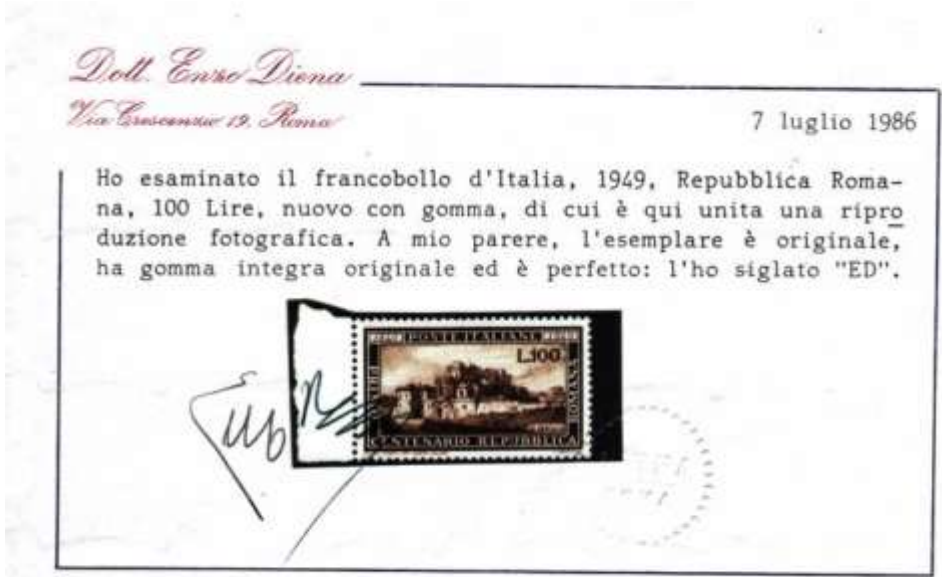 Dott. Enzo Diena
Via Crescenzio 19, Roma
7 luglio 1986
Ho esaminato il francobollo d'Italia, 1949, Repubblica Roma-
na, 100 Lire, nuovo con gomma, di cui è qui unita una ripro
duzione fotografica. A mio parere, l'esemplare è originale,
ha gomma integra originale ed è perfetto: l'ho siglato "ED".
POSTE ITALIANE
L.100
PRIMO
ROMANA
CENTENARIO REPUBBLICA